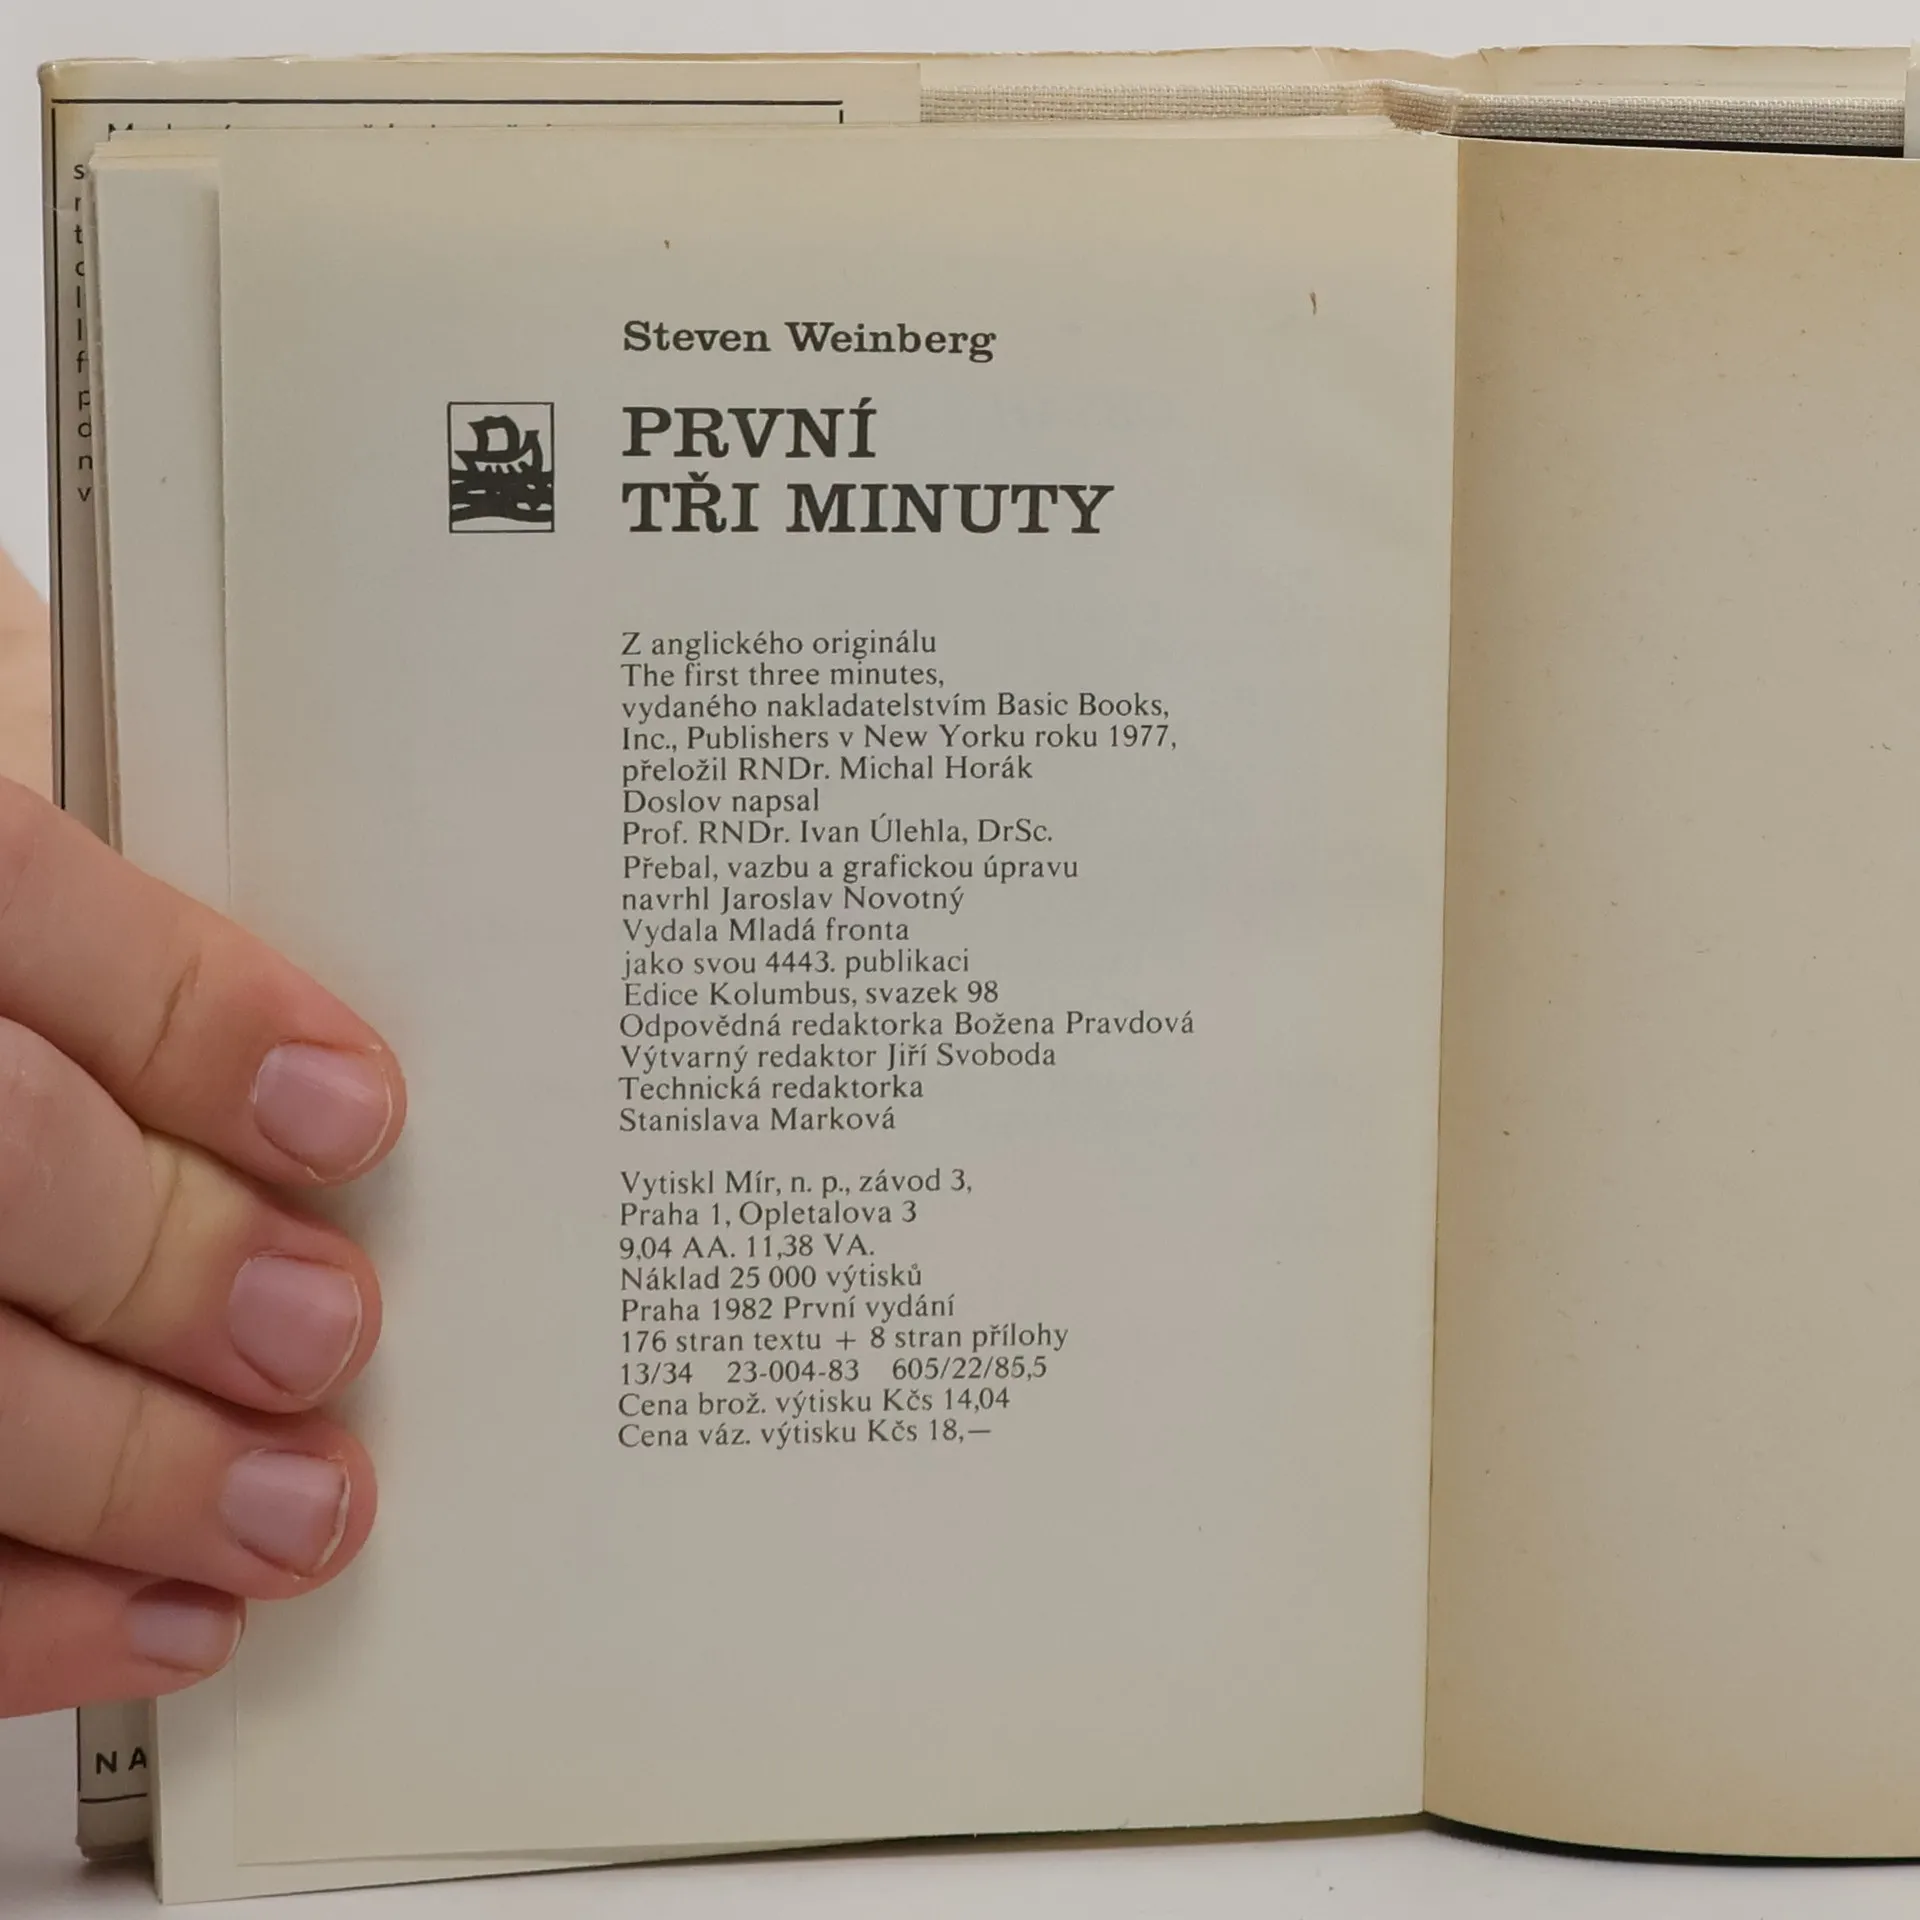 Steven Weinberg
PRVNÍ
TŘI MINUTY
Z anglického originálu
The first three minutes,
vydaného nakladatelstvím Basic Books,
Inc., Publishers v New Yorku roku 1977,
přeložil RNDr. Michal Horák
Doslov napsal
Prof. RNDr. Ivan Úlehla, DrSc.
Přebal, vazbu a grafickou úpravu
navrhl Jaroslav Novotný
Vydala Mladá fronta
jako svou 4443. publikaci
Edice Kolumbus, svazek 98
Odpovědná redaktorka Božena Pravdová
Výtvarný redaktor Jiří Svoboda
Technická redaktorka
Stanislava Marková
Vytiskl Mír, n. p., závod 3,
Praha 1, Opletalova 3
9,04 AA. 11,38 VA.
Náklad 25 000 výtisků
Praha 1982 První vydání
176 stran textu + 8 stran přílohy
13/34 23-004-83 605/22/85,5
Cena brož. výtisku Kčs 14,04
Cena váz. výtisku Kčs 18,—